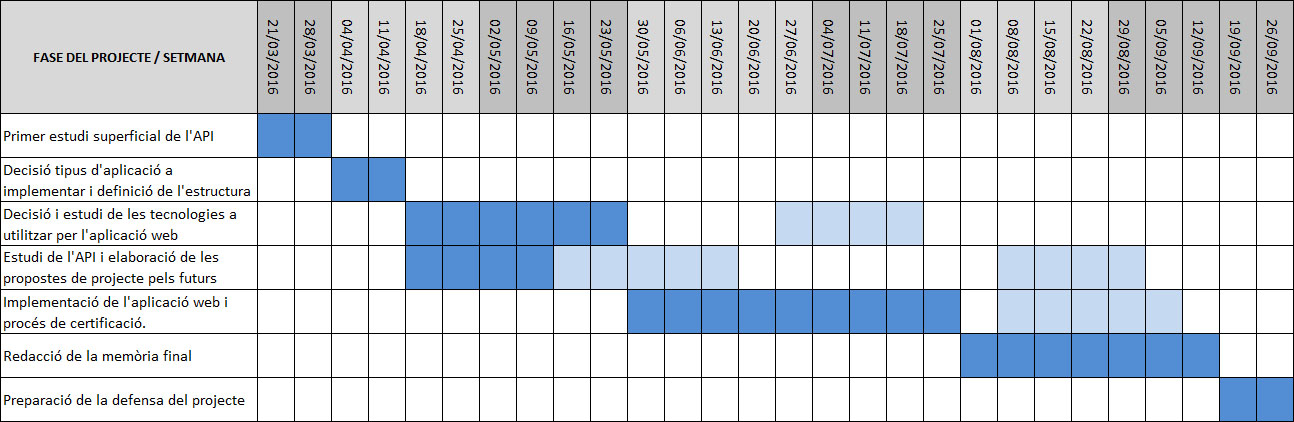 FASE DEL PROJECTE / SETMANA
21/03/2016
28/03/2016
04/04/2016
11/04/2016
18/04/2016
25/04/2016
02/05/2016
09/05/2016
16/05/2016
23/05/2016
30/05/2016
06/06/2016
13/06/2016
20/06/2016
27/06/2016
04/07/2016
11/07/2016
18/07/2016
25/07/2016
01/08/2016
08/08/2016
15/08/2016
22/08/2016
29/08/2016
05/09/2016
12/09/2016
19/09/2016
26/09/2016
Primer estudi superficial de l'API
Decisió tipus d'aplicació a
implementar i definició de l'estructura
Decisió i estudi de les tecnologies a
utilitzar per l'aplicació web
Estudi de l'API i elaboració de les
propostes de projecte pels futurs
Implementació de l'aplicació web i
procés de certificació.
Redacció de la memòria final
Preparació de la defensa del projecte